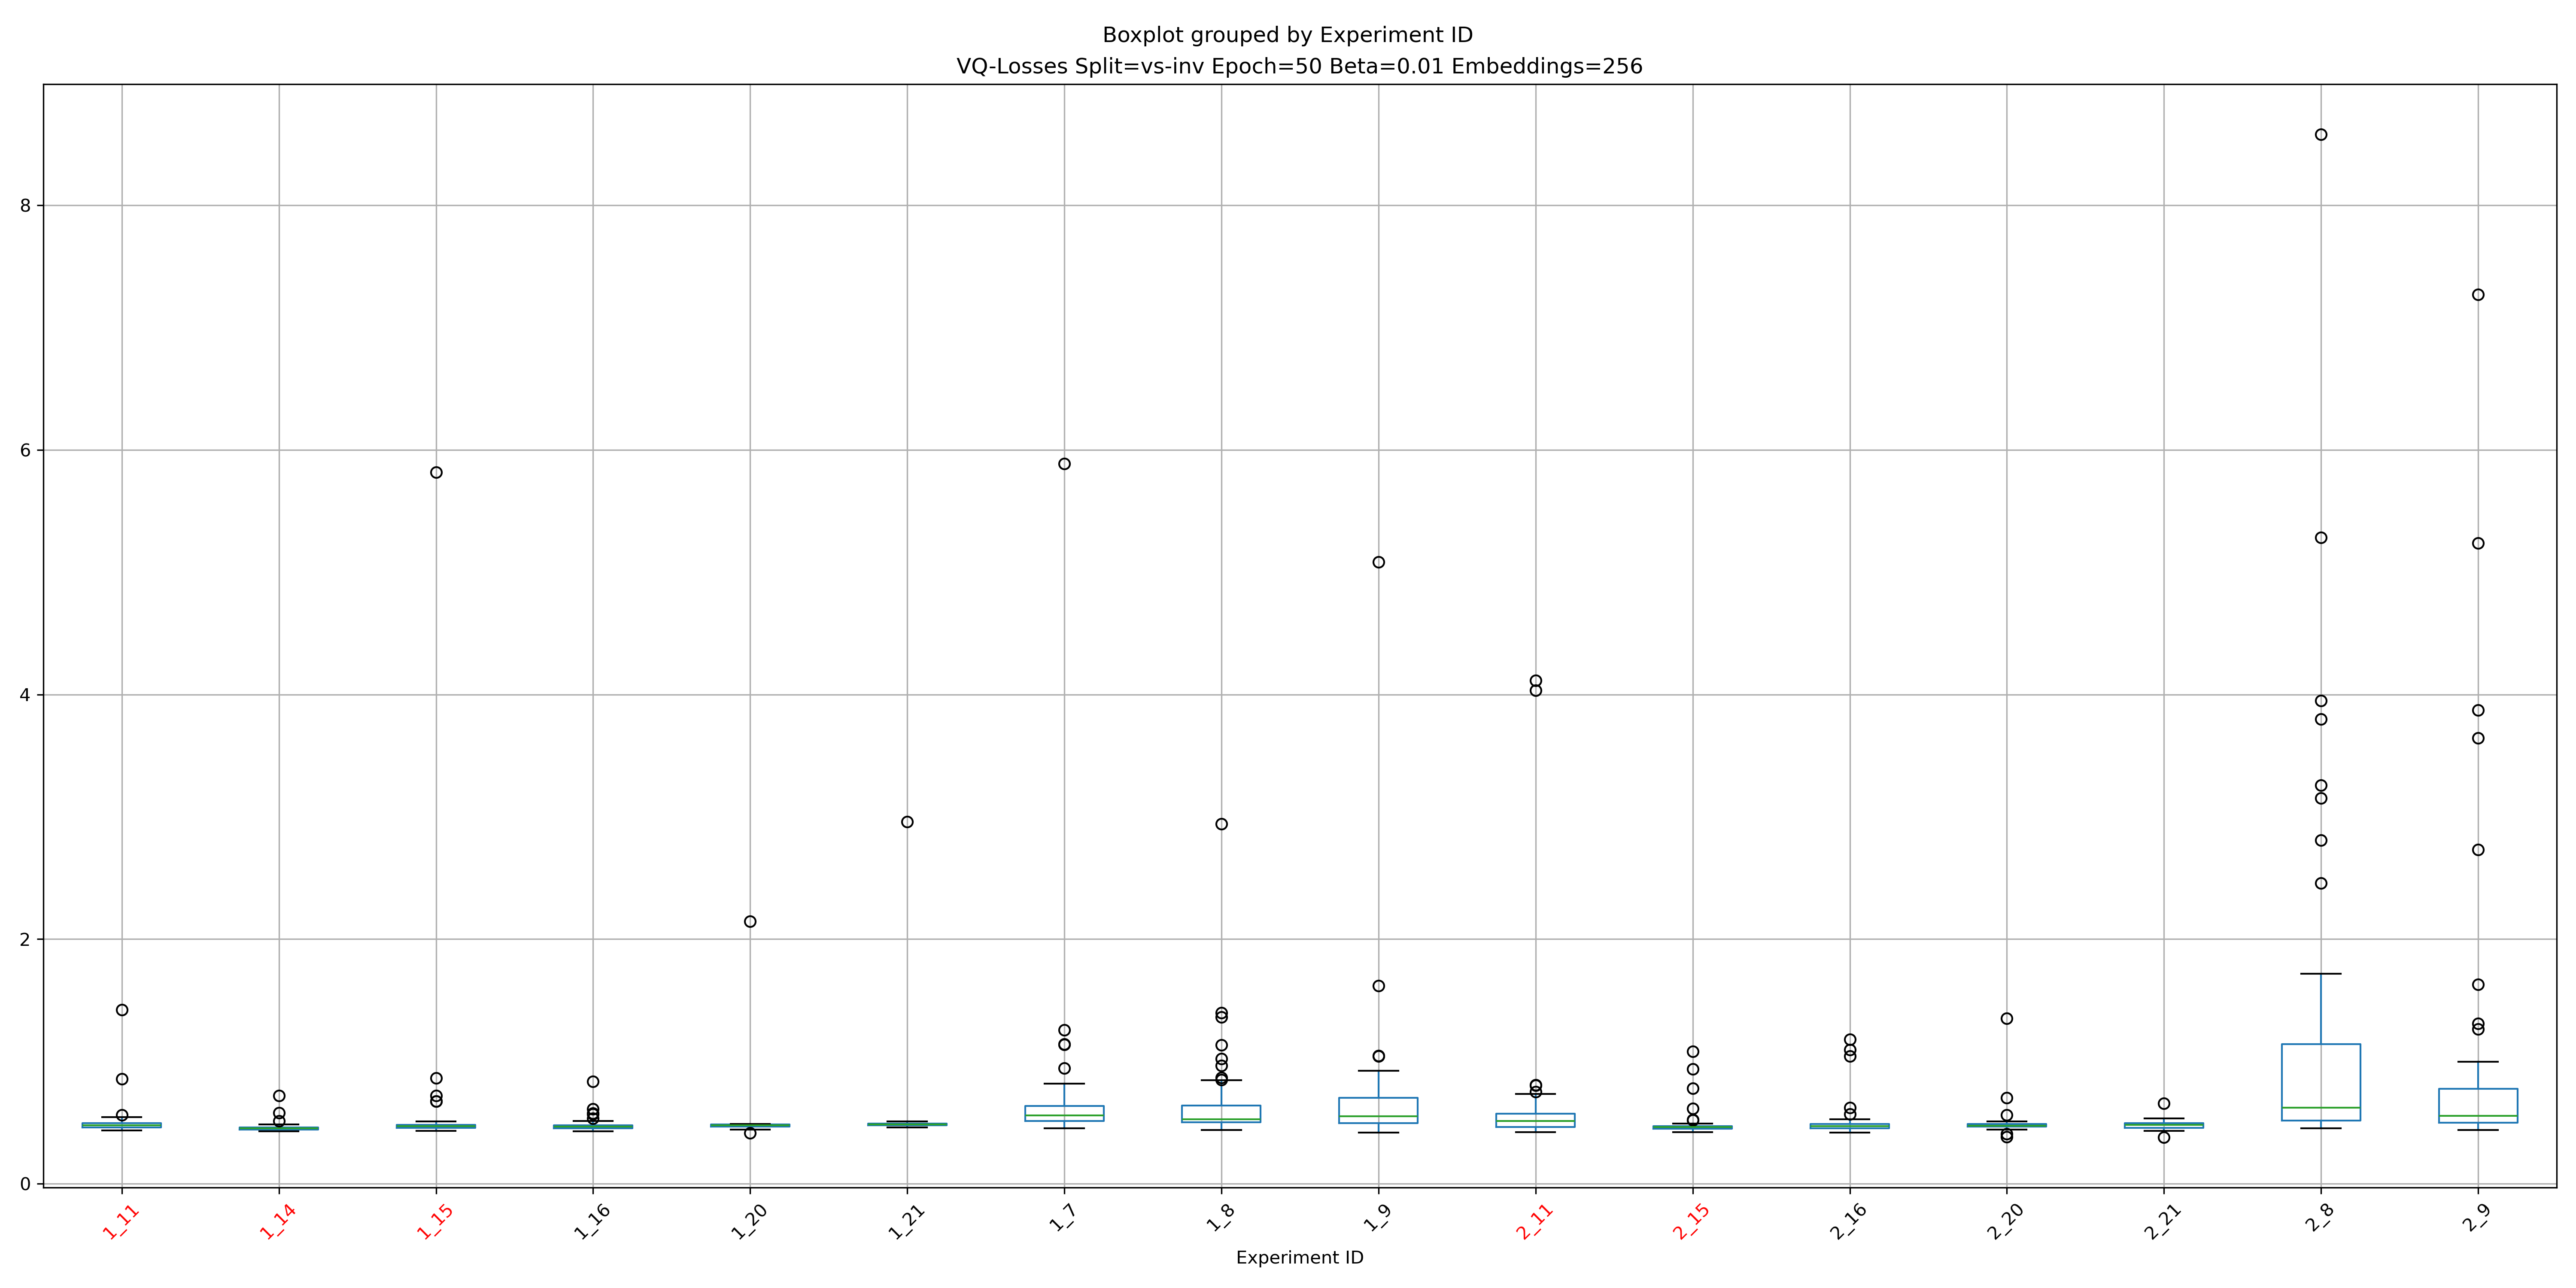 Boxplot grouped by Experiment ID
VQ-Losses Split=vs-inv Epoch=50 Beta=0.01 Embeddings=256
8
6
4
2
0
1_11 1_14 1_15 1_16 1_20 1_21 1_7 1_8 1_9 2_11 2_15 2_16 2_20 2_21 2_8 2_9
Experiment ID